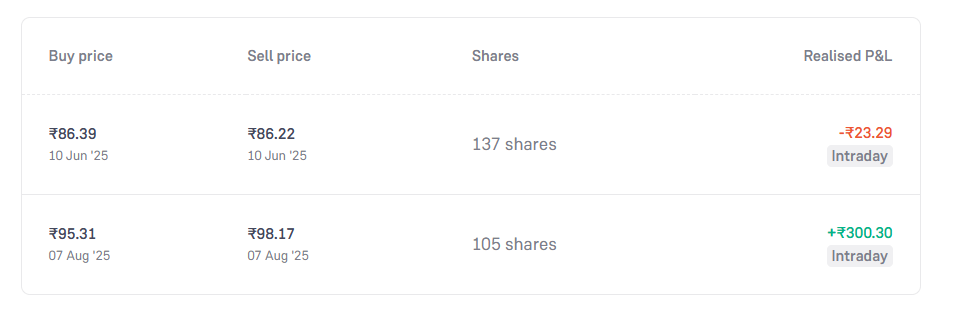 Buy price Sell price Shares Realised P&L
₹86.39 ₹86.22 137 shares -₹23.29
10 Jun '25 10 Jun '25 Intraday
₹95.31 ₹98.17 105 shares +₹300.30
07 Aug '25 07 Aug '25 Intraday